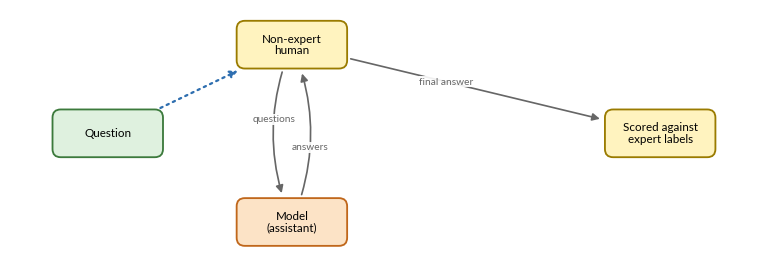 Non-expert
human
final answer
questions
Question
Scored against
expert labels
answers
Model
(assistant)